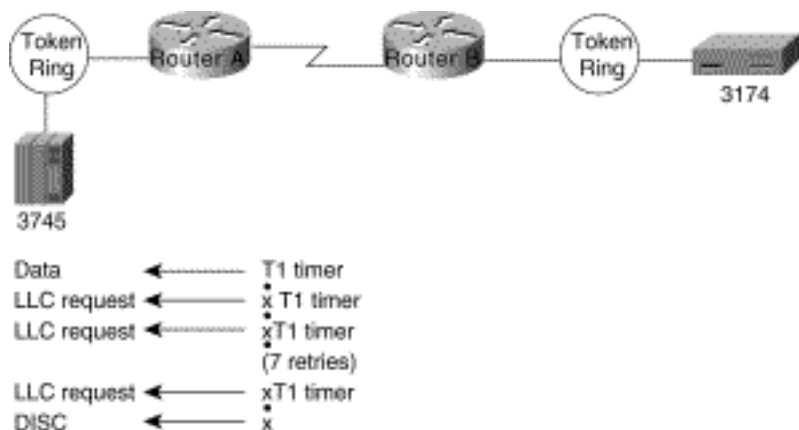 Token
Ring
Router A
Router B
Token
Ring
3174
3745
Data T1 timer
LLC request x T1 timer
LLC request xT1 timer
(7 retries)
LLC request xT1 timer
DISC x